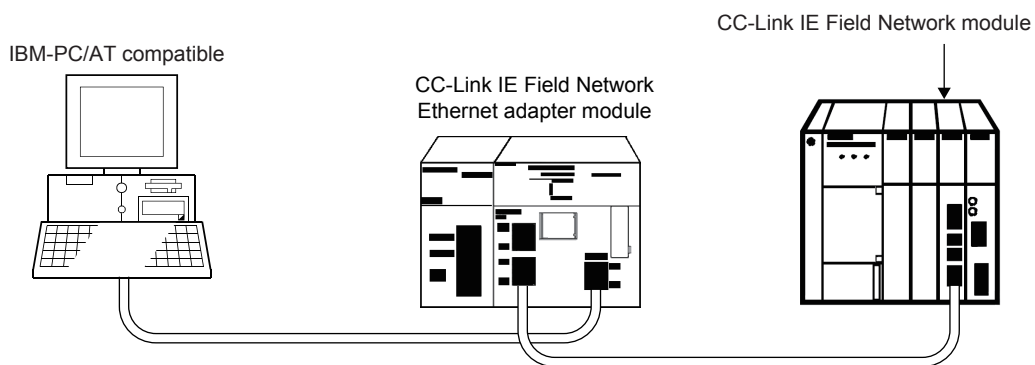 CC-Link IE Field Network module
IBM-PC/AT compatible
CC-Link IE Field Network
Ethernet adapter module